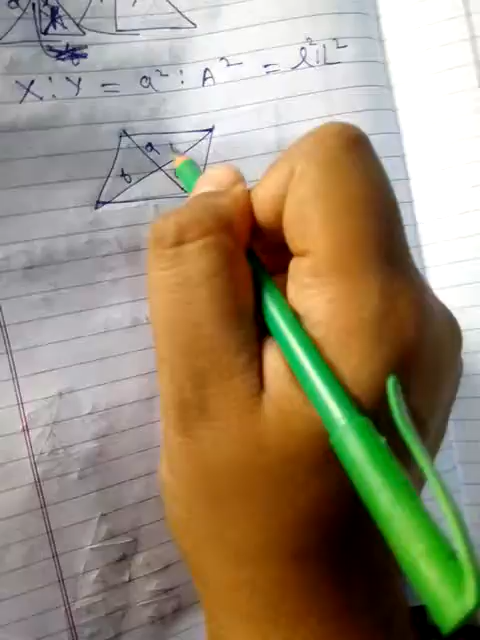 X : Y = a² : A² = l² : L²
a
b